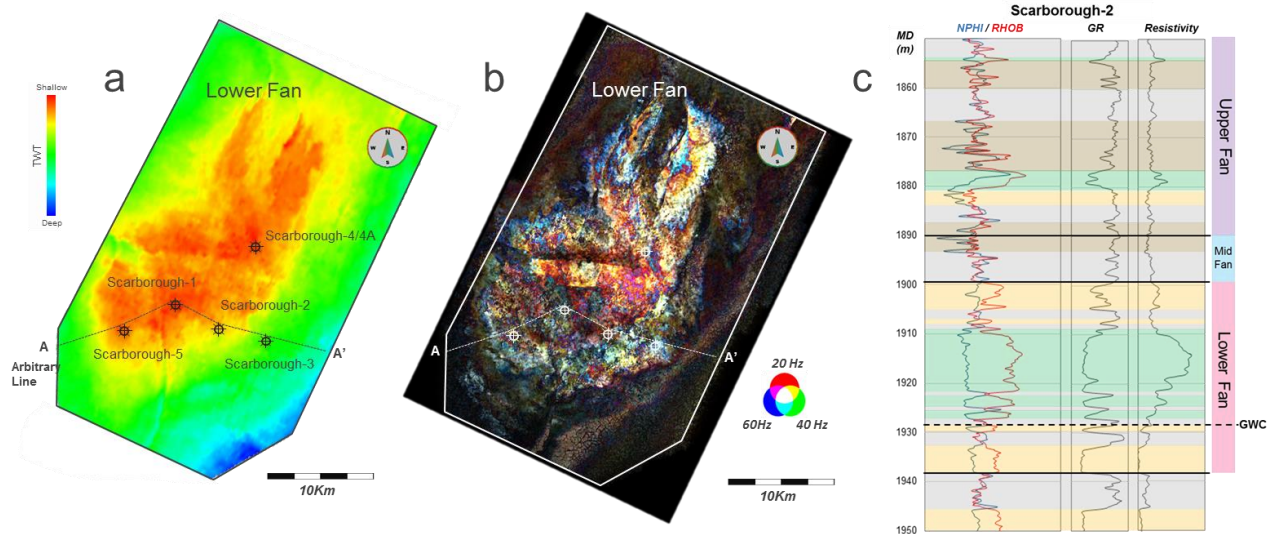 a
Lower Fan
Shallow
TWT
Deep
N
W
E
S
Scarborough-4/4A
Scarborough-1
Scarborough-2
A
Scarborough-5
Scarborough-3
A'
Arbitrary
Line
10Km
b
Lower Fan
N
W
E
S
A
A'
20 Hz
60Hz
40 Hz
10Km
c
Scarborough-2
MD
(m)
NPHI / RHOB
GR
Resistivity
1860
1870
1880
1890
1900
1910
1920
1930
1940
1950
Upper Fan
Mid
Fan
Lower Fan
GWC